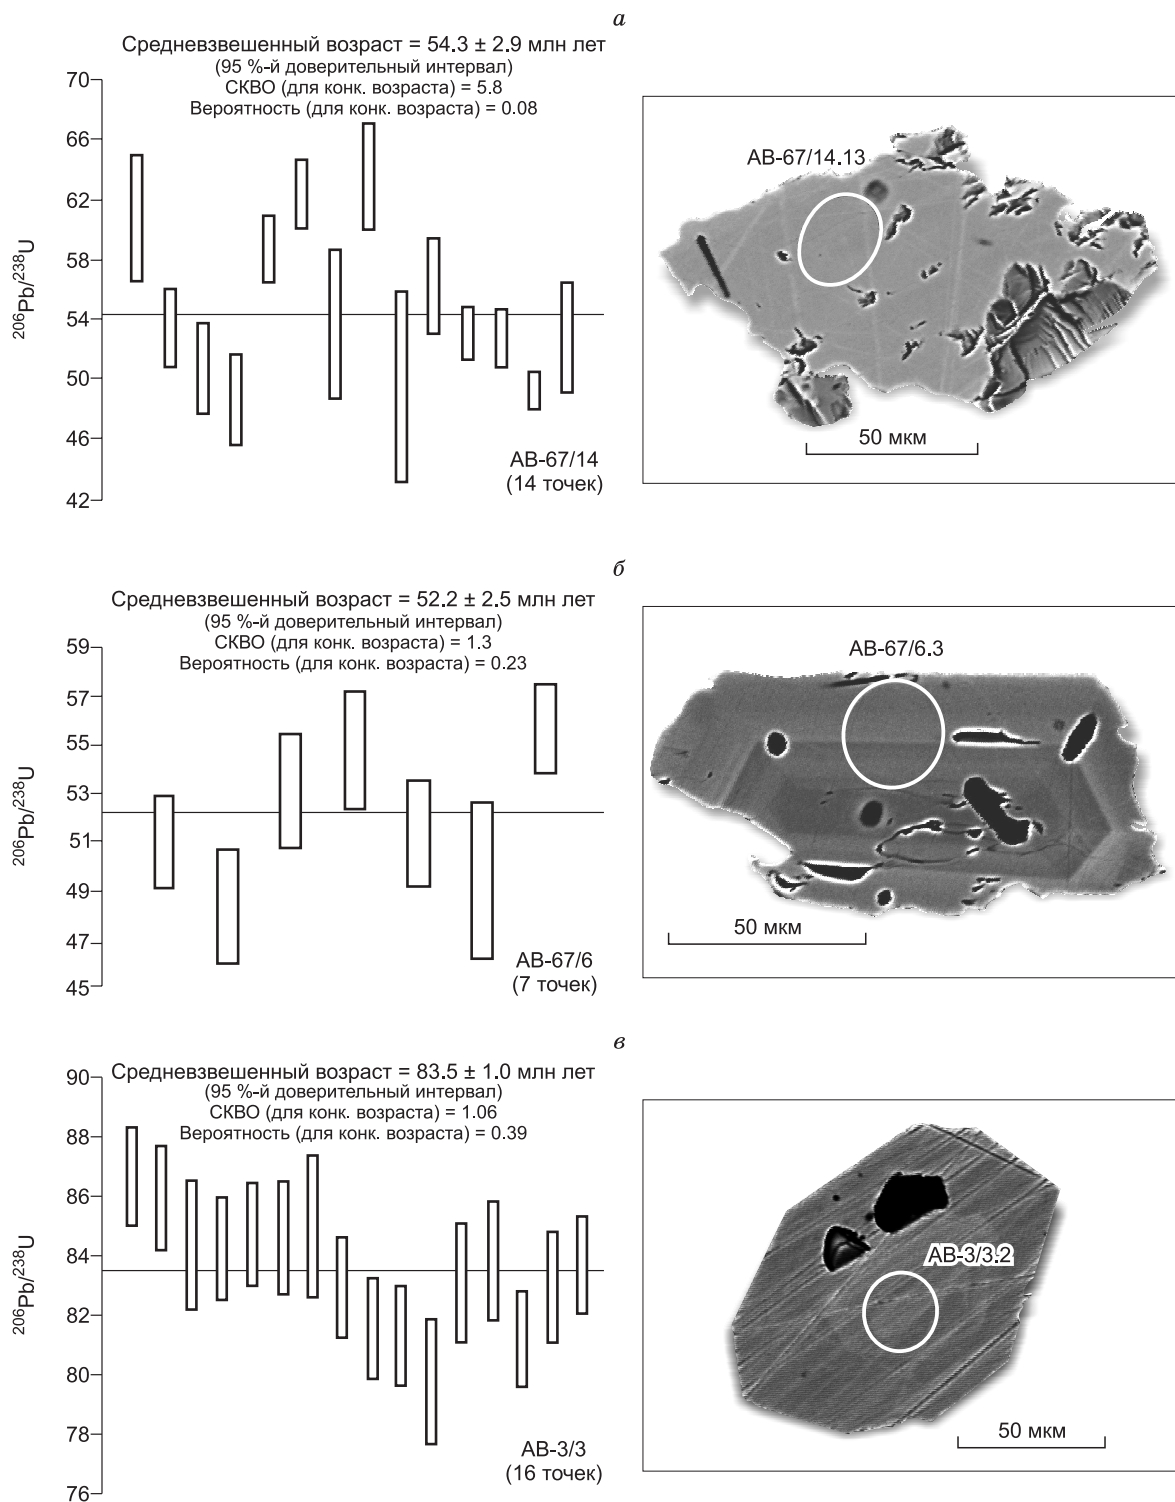 а
Средневзвешенный возраст = 54.3 ± 2.9 млн лет
(95 %-й доверительный интервал)
СКВО (для конк. возраста) = 5.8
Вероятность (для конк. возраста) = 0.08
70
66
62
58
54
50
46
42
206Pb/238U
АВ-67/14
(14 точек)
АВ-67/14.13
50 мкм
б
Средневзвешенный возраст = 52.2 ± 2.5 млн лет
(95 %-й доверительный интервал)
СКВО (для конк. возраста) = 1.3
Вероятность (для конк. возраста) = 0.23
59
57
55
53
51
49
47
45
206Pb/238U
АВ-67/6
(7 точек)
АВ-67/6.3
50 мкм
в
Средневзвешенный возраст = 83.5 ± 1.0 млн лет
(95 %-й доверительный интервал)
СКВО (для конк. возраста) = 1.06
Вероятность (для конк. возраста) = 0.39
90
88
86
84
82
80
78
76
206Pb/238U
АВ-3/3
(16 точек)
АВ-3/3.2
50 мкм